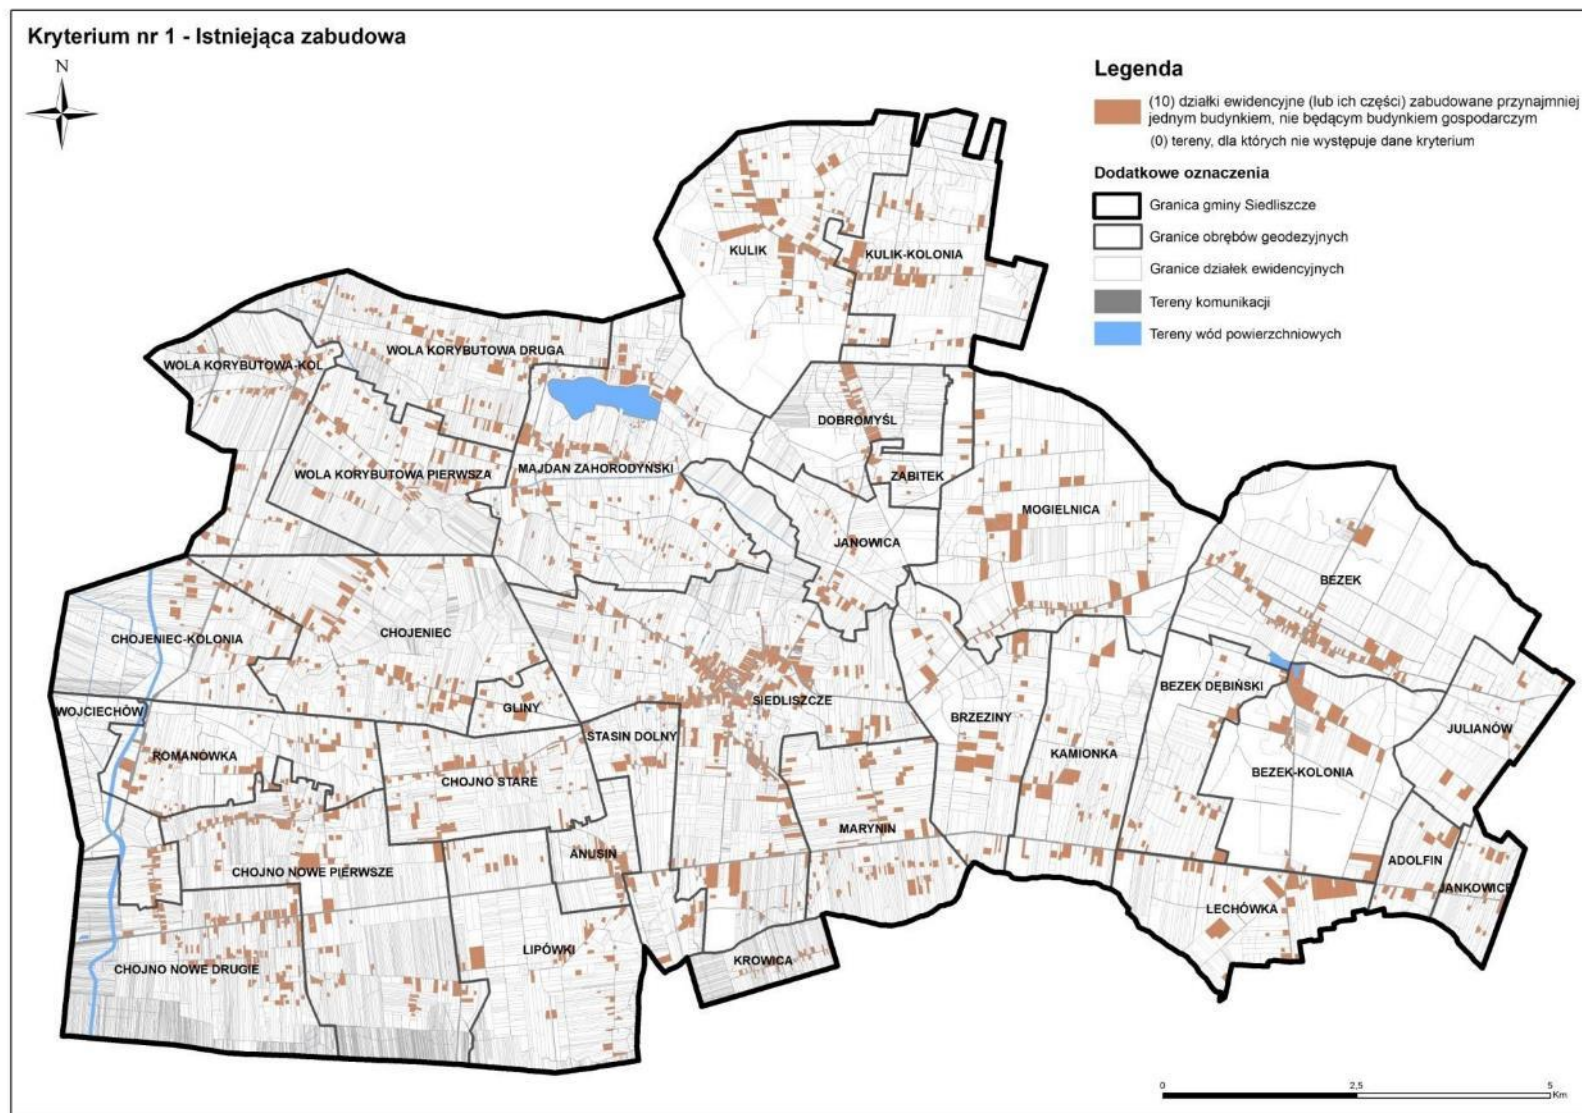 Kryterium nr 1 - Istniejąca zabudowa
N
Legenda
(10) działki ewidencyjne (lub ich części) zabudowane przynajmniej
jednym budynkiem, nie będącym budynkiem gospodarczym
(0) tereny, dla których nie występuje dane kryterium
Dodatkowe oznaczenia
Granica gminy Siedliszcze
Granice obrębów geodezyjnych
Granice działek ewidencyjnych
Tereny komunikacji
Tereny wód powierzchniowych
KULIK
KULIK-KOLONIA
WOLA KORYBUTOWA DRUGA
WOLA KORYBUTOWA-KOL
DOBROMYŚL
WOLA KORYBUTOWA PIERWSZA
MAJDAN ZAHORODYŃSKI
ZABITEK
MOGIELNICA
JANOWICA
BEZEK
CHOJENIEC-KOLONIA
CHOJENIEC
BEZEK DĘBIŃSKI
SIEDLISZCZE
WOJCIECHÓW
GLINY
BRZEZINY
JULIANÓW
STASIN DOLNY
ROMANÓWKA
KAMIONKA
BEZEK-KOLONIA
CHOJNO STARE
MARYNIN
ANUSIN
ADOLFIN
CHOJNO NOWE PIERWSZE
JANKOWICE
LECHÓWKA
LIPÓWKI
KROWICA
CHOJNO NOWE DRUGIE
0 2,5 5
Km